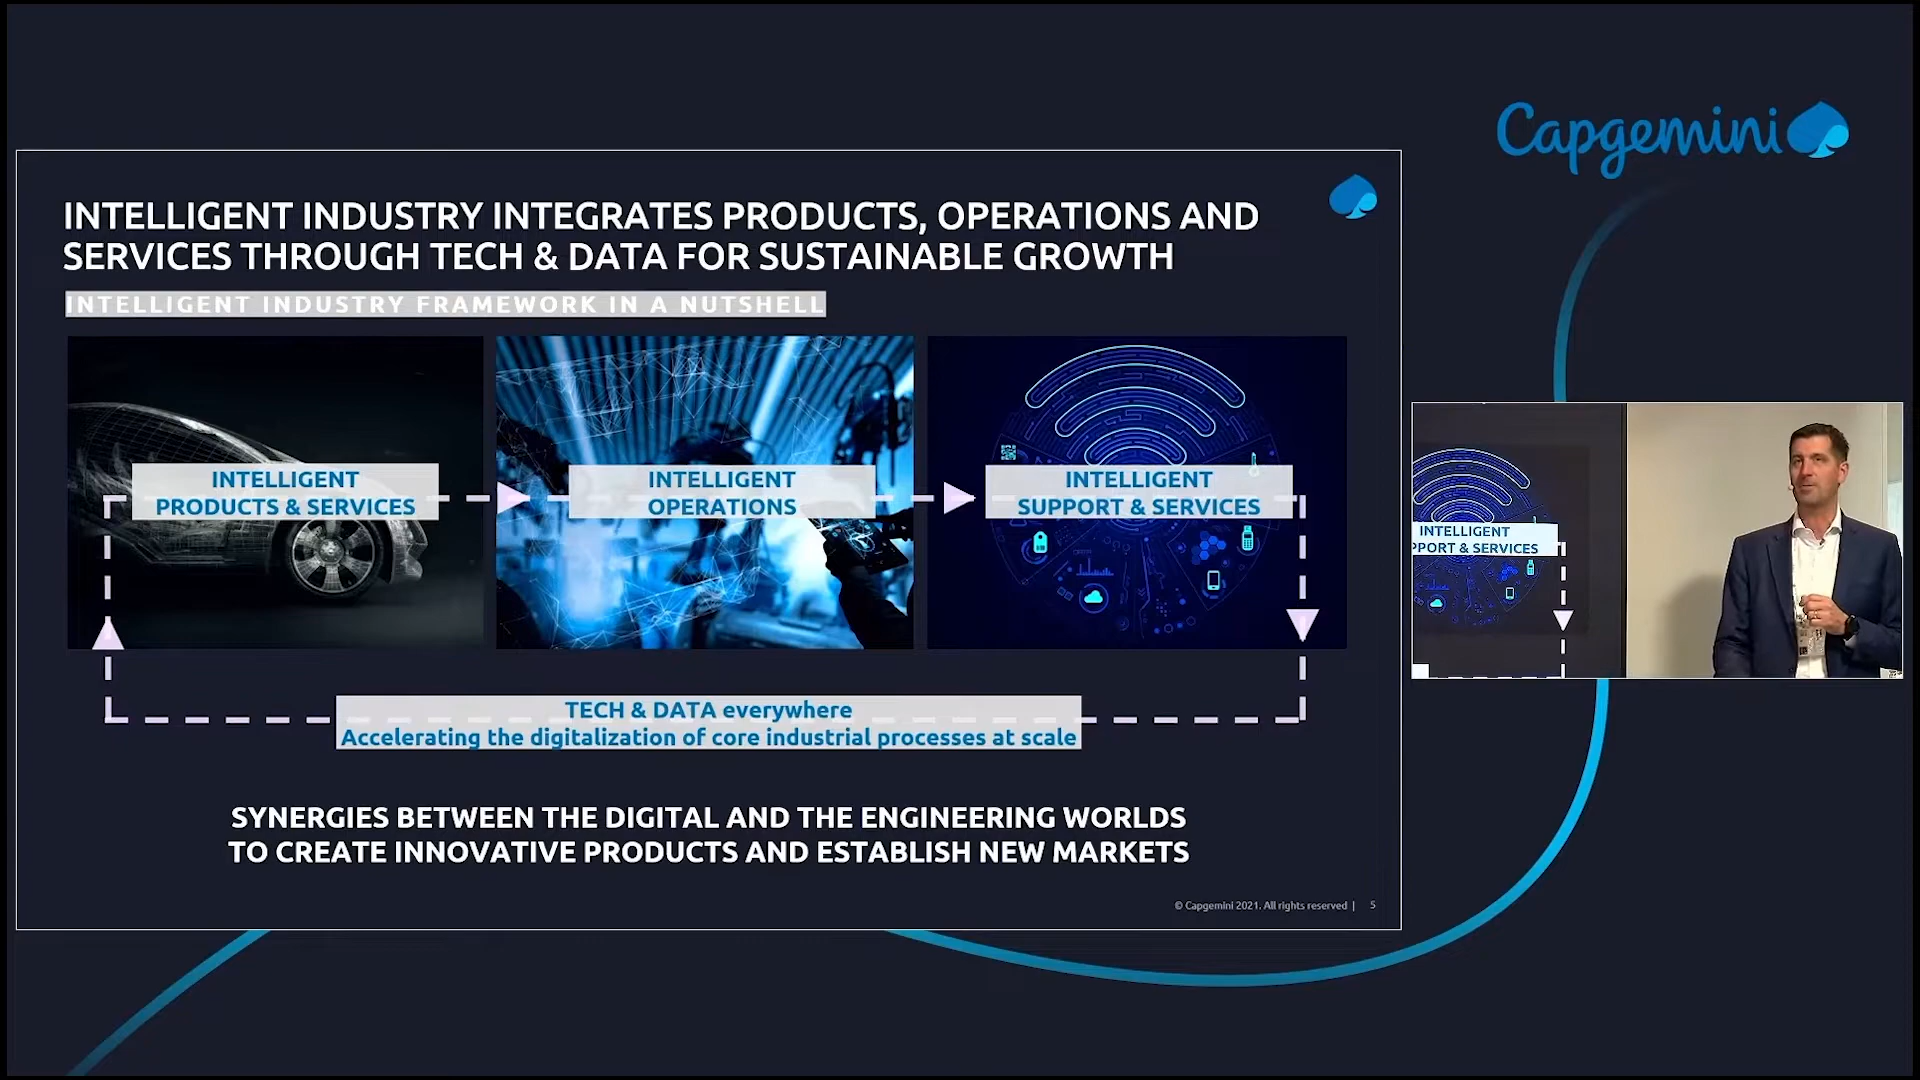 Capgemini
INTELLIGENT INDUSTRY INTEGRATES PRODUCTS, OPERATIONS AND
SERVICES THROUGH TECH & DATA FOR SUSTAINABLE GROWTH
INTELLIGENT INDUSTRY FRAMEWORK IN A NUTSHELL
INTELLIGENT
PRODUCTS & SERVICES
INTELLIGENT
OPERATIONS
INTELLIGENT
SUPPORT & SERVICES
TECH & DATA everywhere
Accelerating the digitalization of core industrial processes at scale
SYNERGIES BETWEEN THE DIGITAL AND THE ENGINEERING WORLDS
TO CREATE INNOVATIVE PRODUCTS AND ESTABLISH NEW MARKETS
© Capgemini 2021. All rights reserved | 5
INTELLIGENT
PPORT & SERVICES